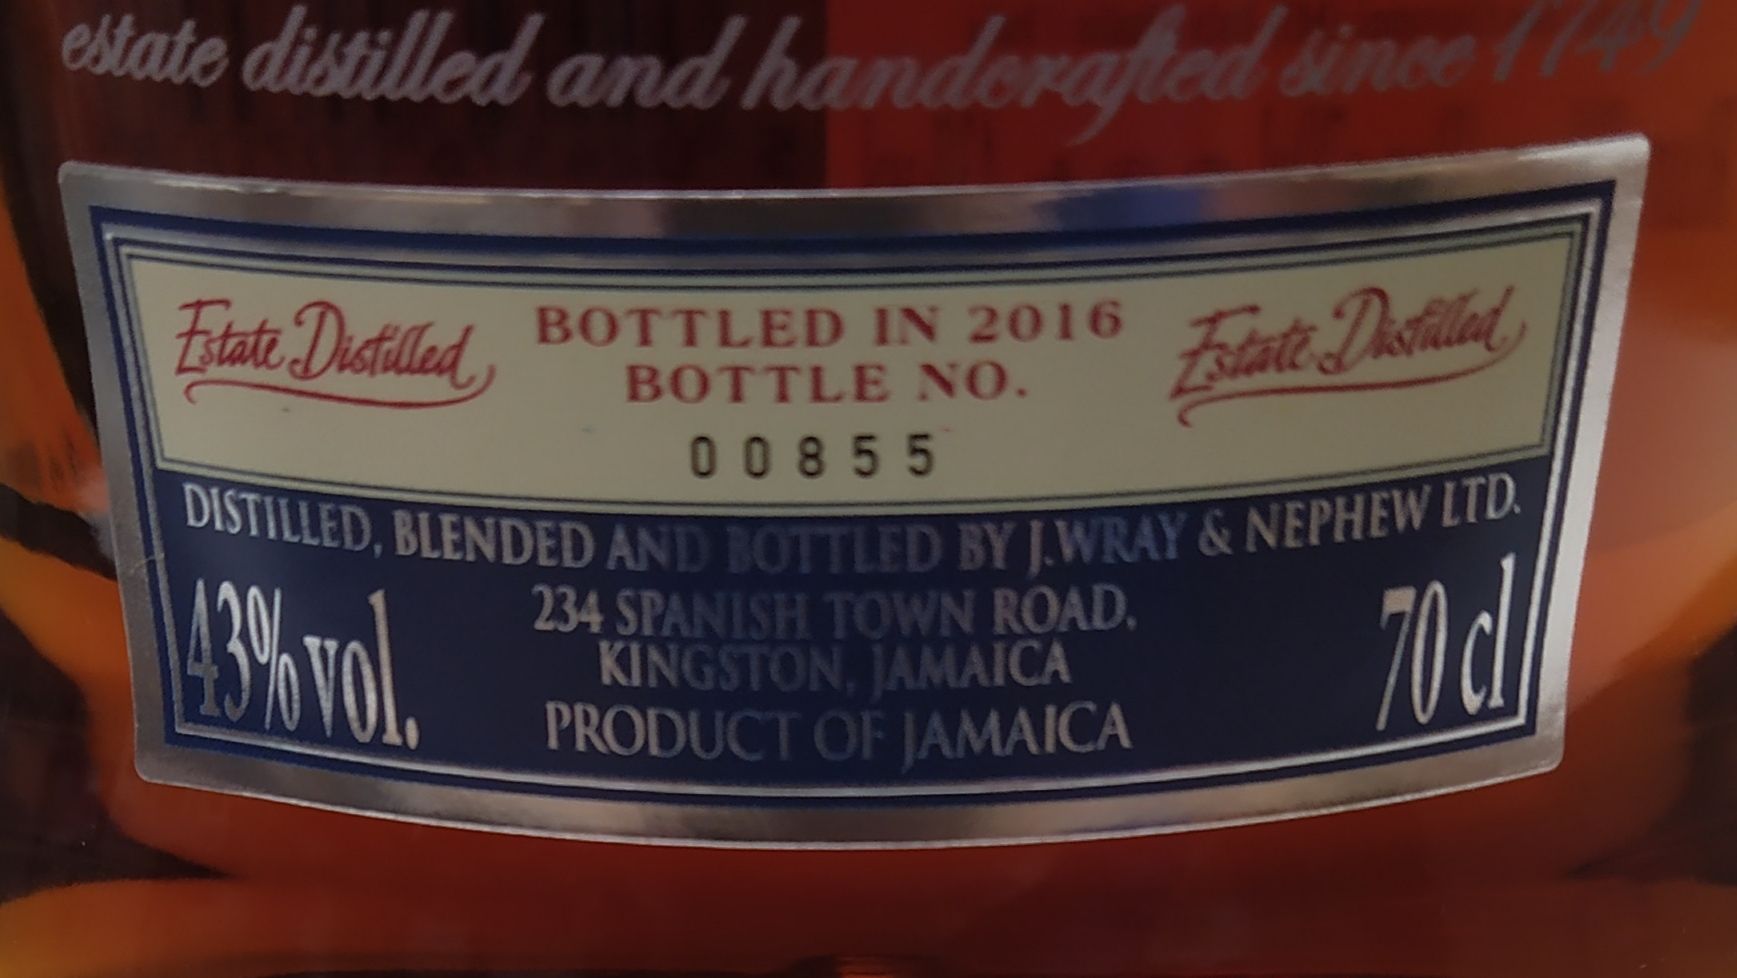 estate distilled and handcrafted since 1749
Estate Distilled
BOTTLED IN 2016
BOTTLE NO.
00855
Estate Distilled
DISTILLED, BLENDED AND BOTTLED BY J.WRAY & NEPHEW LTD.
43% vol.
234 SPANISH TOWN ROAD,
KINGSTON, JAMAICA
PRODUCT OF JAMAICA
70 cl